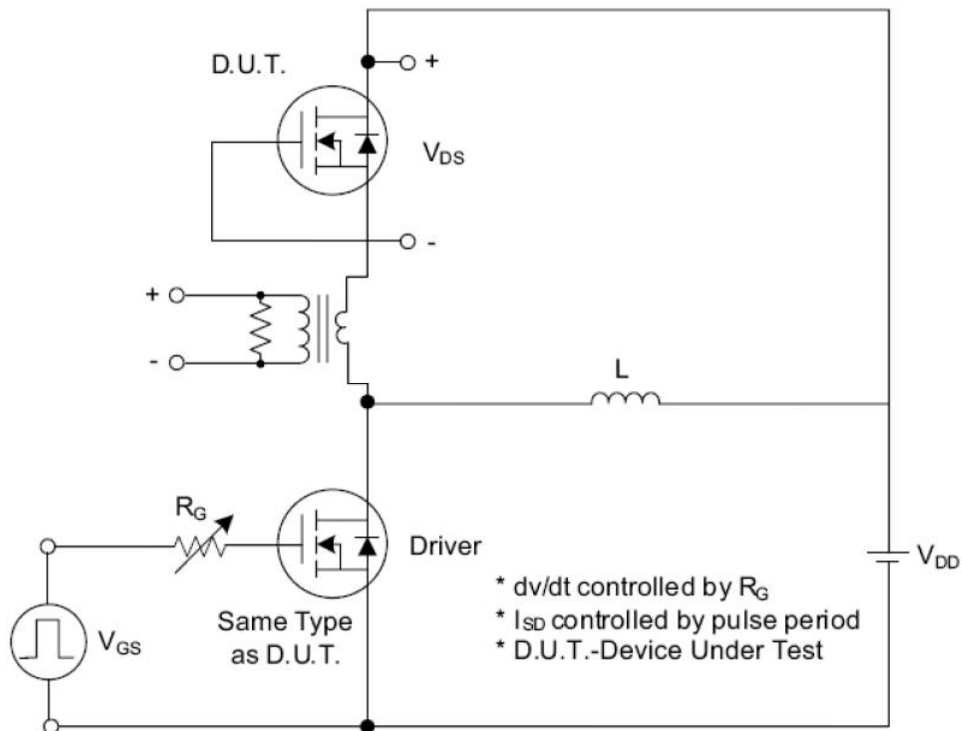 D.U.T.
+
VDS
-
+
-
L
RG
Driver
VDD
VGS
Same Type
as D.U.T.
* dv/dt controlled by RG
* ISD controlled by pulse period
* D.U.T.-Device Under Test